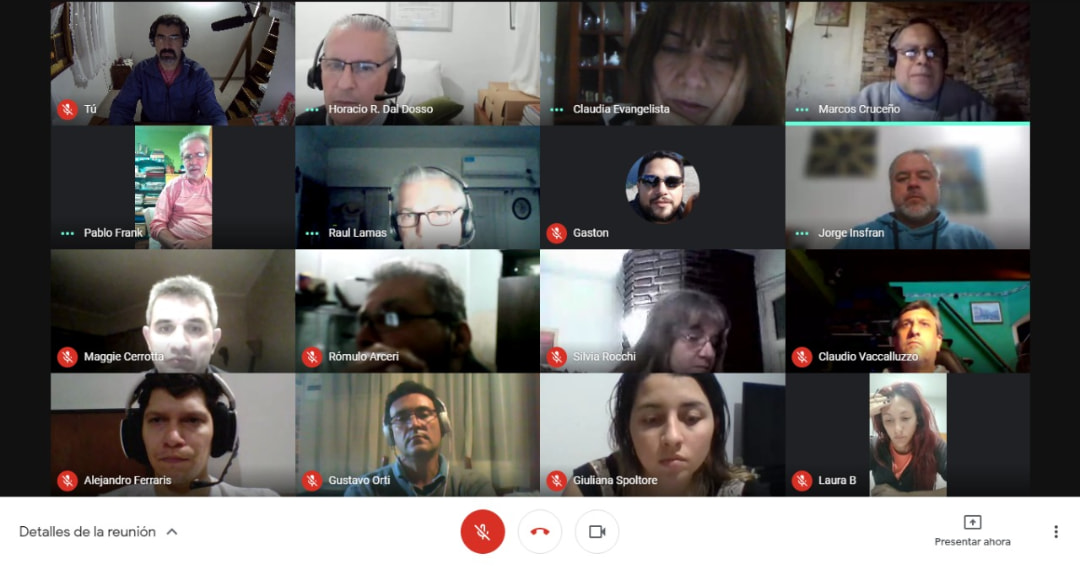 Tú
Horacio R. Dal Dosso
Claudia Evangelista
Marcos Cruceño
Pablo Frank
Raul Lamas
Gaston
Jorge Insfran
Maggie Cerrotta
Rómulo Arceri
Silvia Rocchi
Claudio Vaccalluzzo
Alejandro Ferraris
Gustavo Orti
Giuliana Spoltore
Laura B
Detalles de la reunión
Presentar ahora